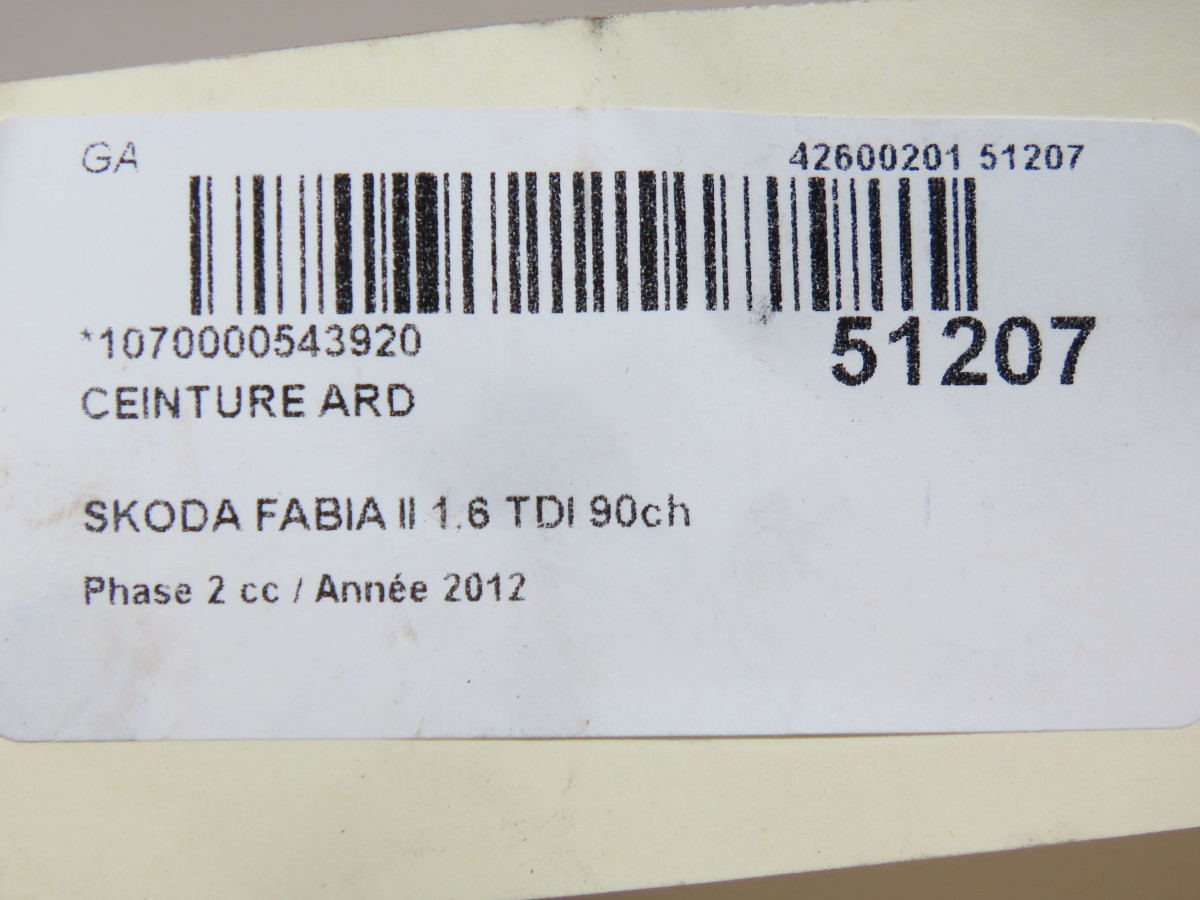 GA
42600201 51207
*1070000543920
51207
CEINTURE ARD
SKODA FABIA II 1.6 TDI 90ch
Phase 2 cc / Année 2012